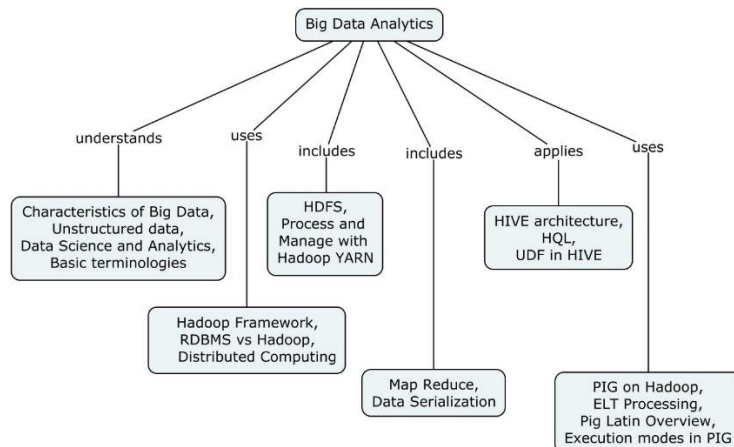 Big Data Analytics
understands
uses
includes
includes
applies
uses
Characteristics of Big Data,
Unstructured data,
Data Science and Analytics,
Basic terminologies
Hadoop Framework,
RDBMS vs Hadoop,
Distributed Computing
HDFS,
Process and
Manage with
Hadoop YARN
Map Reduce,
Data Serialization
HIVE architecture,
HQL,
UDF in HIVE
PIG on Hadoop,
ELT Processing,
Pig Latin Overview,
Execution modes in PIG